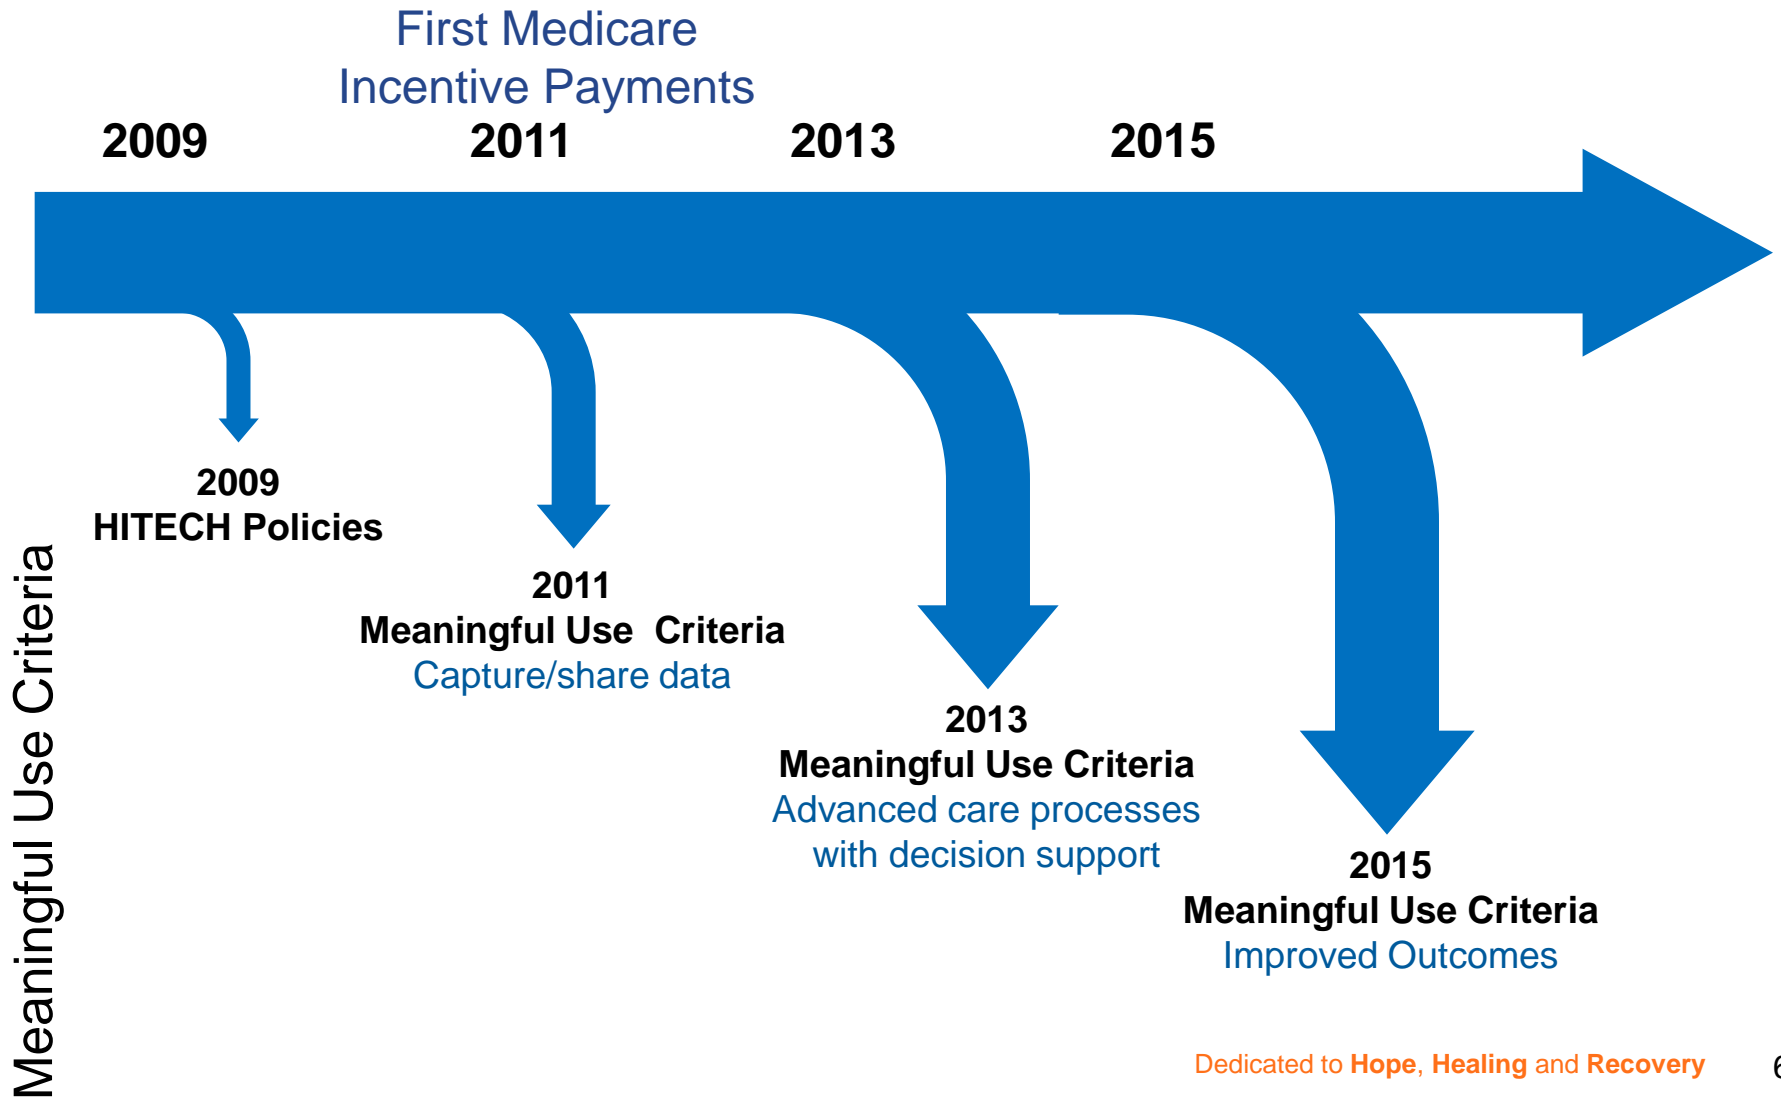 First Medicare
Incentive Payments
2009 2011 2013 2015
2009
HITECH Policies
2011
Meaningful Use  Criteria
Capture/share data
2013
Meaningful Use Criteria
Advanced care processes
with decision support
2015
Meaningful Use Criteria
Improved Outcomes
Meaningful Use Criteria
Dedicated to Hope, Healing and Recovery
6